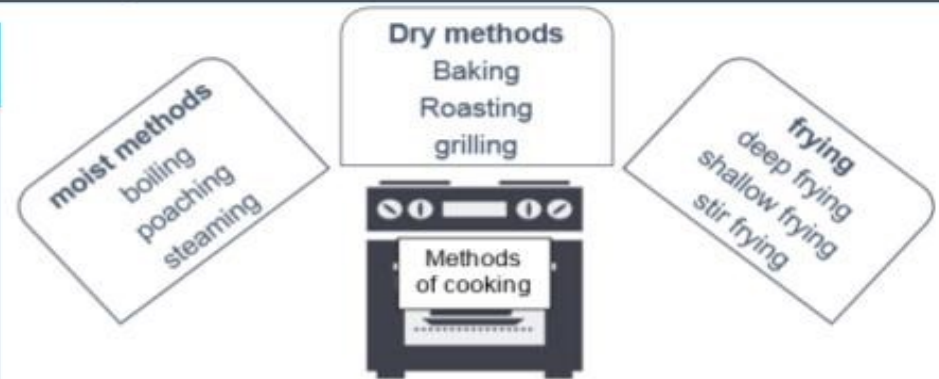 moist methods
boiling
poaching
steaming
Dry methods
Baking
Roasting
grilling
frying
deep frying
shallow frying
stir frying
Methods
of cooking